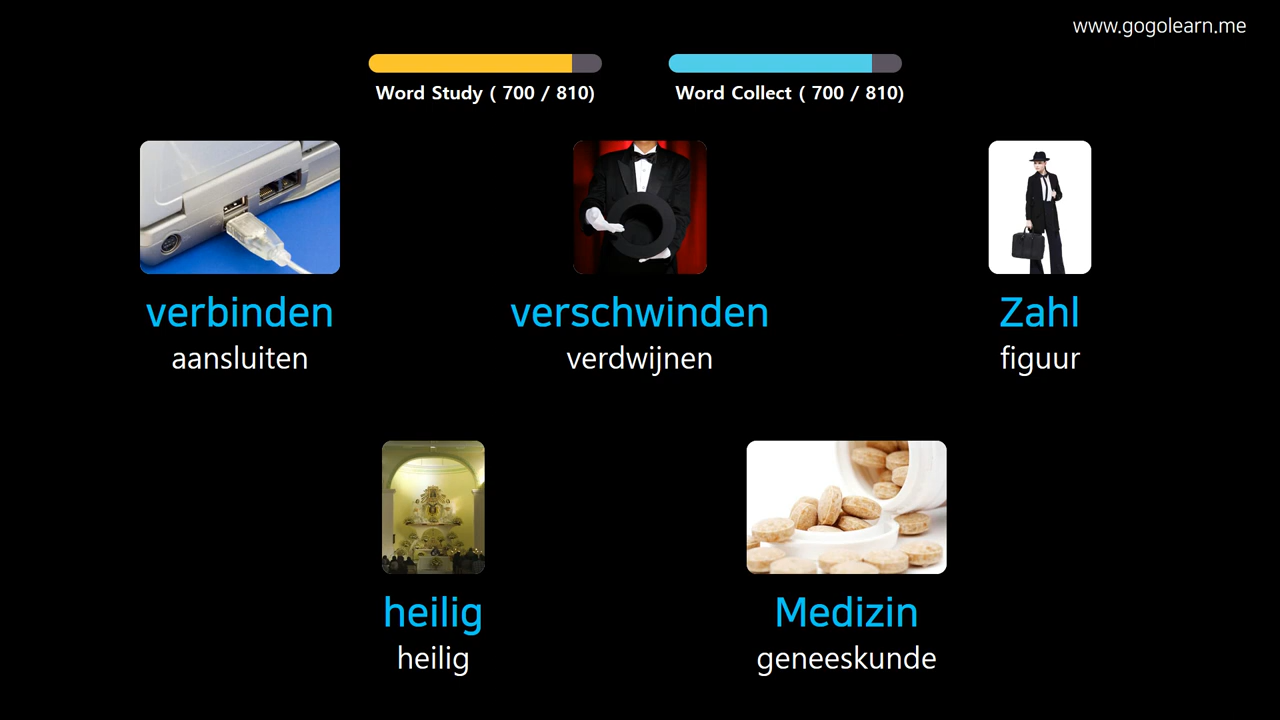 www.gogolearn.me
Word Study ( 700 / 810)
Word Collect ( 700 / 810)
verbinden
aansluiten
verschwinden
verdwijnen
Zahl
figuur
heilig
heilig
Medizin
geneeskunde